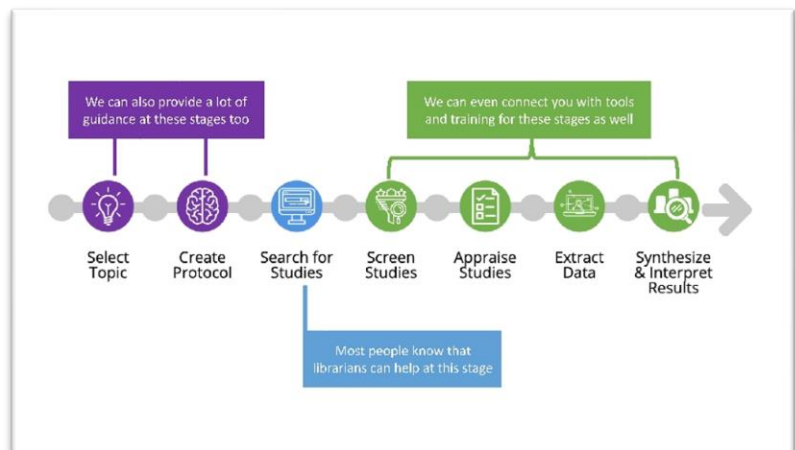 We can also provide a lot of
guidance at these stages too
We can even connect you with tools
and training for these stages as well
Select
Topic
Create
Protocol
Search for
Studies
Screen
Studies
Appraise
Studies
Extract
Data
Synthesize
& Interpret
Results
Most people know that
librarians can help at this stage